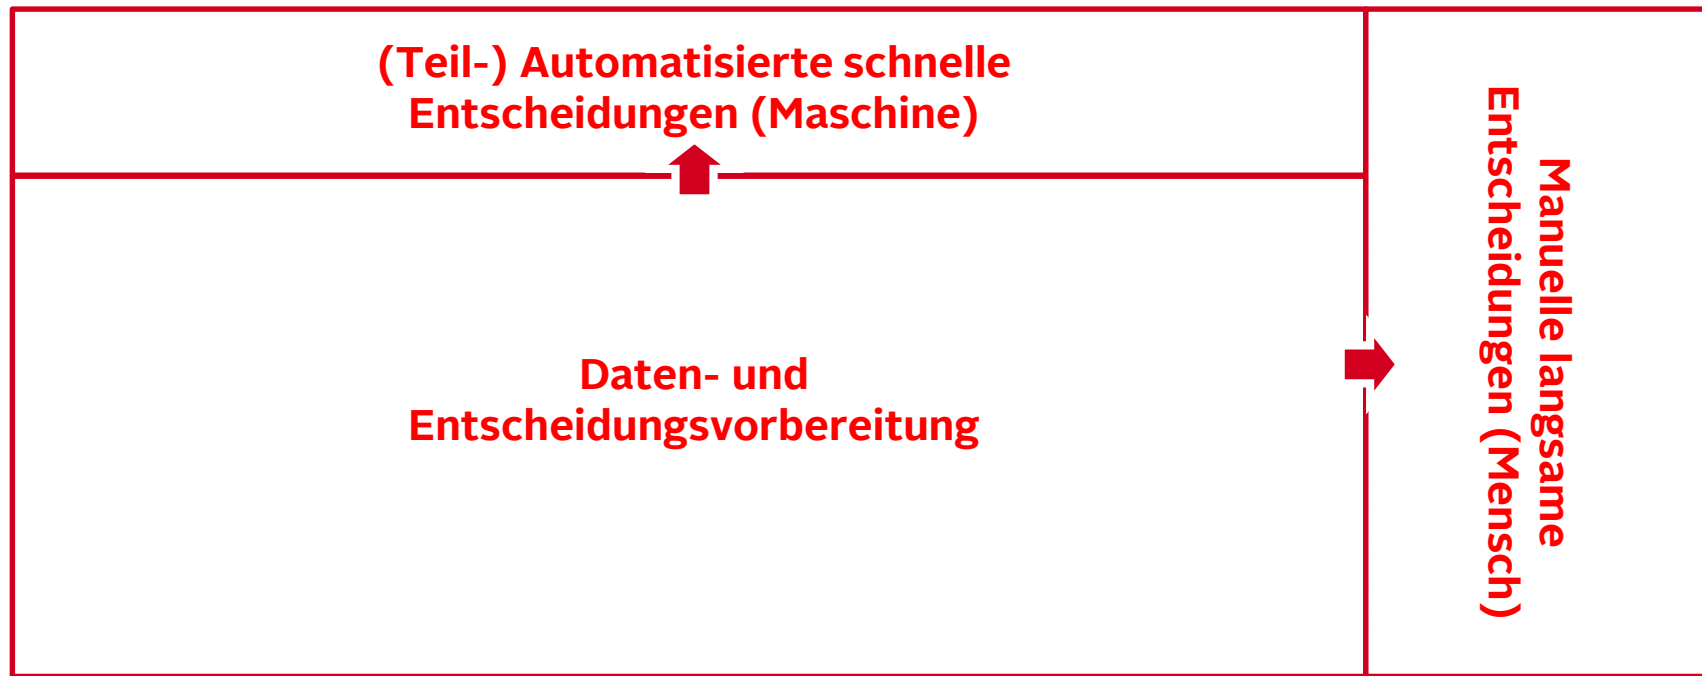 (Teil-) Automatisierte schnelle
Entscheidungen (Maschine)
Daten- und
Entscheidungsvorbereitung
Manuelle langsame
Entscheidungen (Mensch)